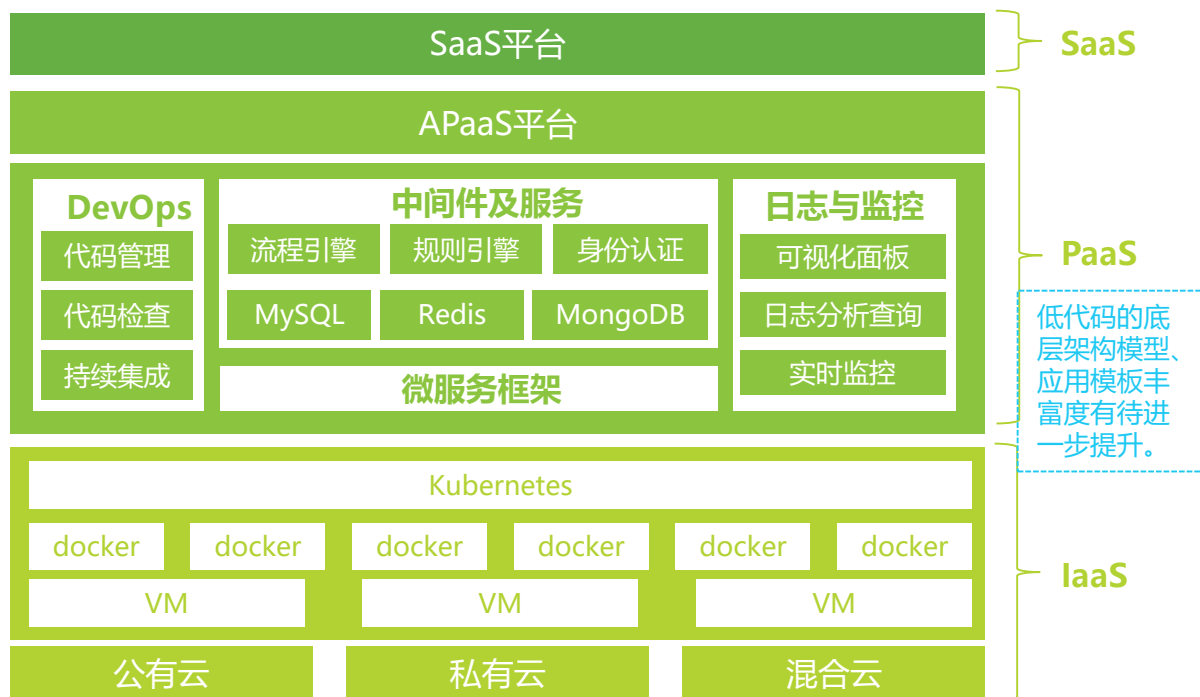 SaaS平台
SaaS
APaaS平台
DevOps
代码管理
代码检查
持续集成
中间件及服务
流程引擎 规则引擎 身份认证
MySQL Redis MongoDB
微服务框架
日志与监控
可视化面板
日志分析查询
实时监控
PaaS
低代码的底
层架构模型、
应用模板丰
富度有待进
一步提升。
Kubernetes
docker docker docker docker docker docker
VM VM VM
IaaS
公有云 私有云 混合云